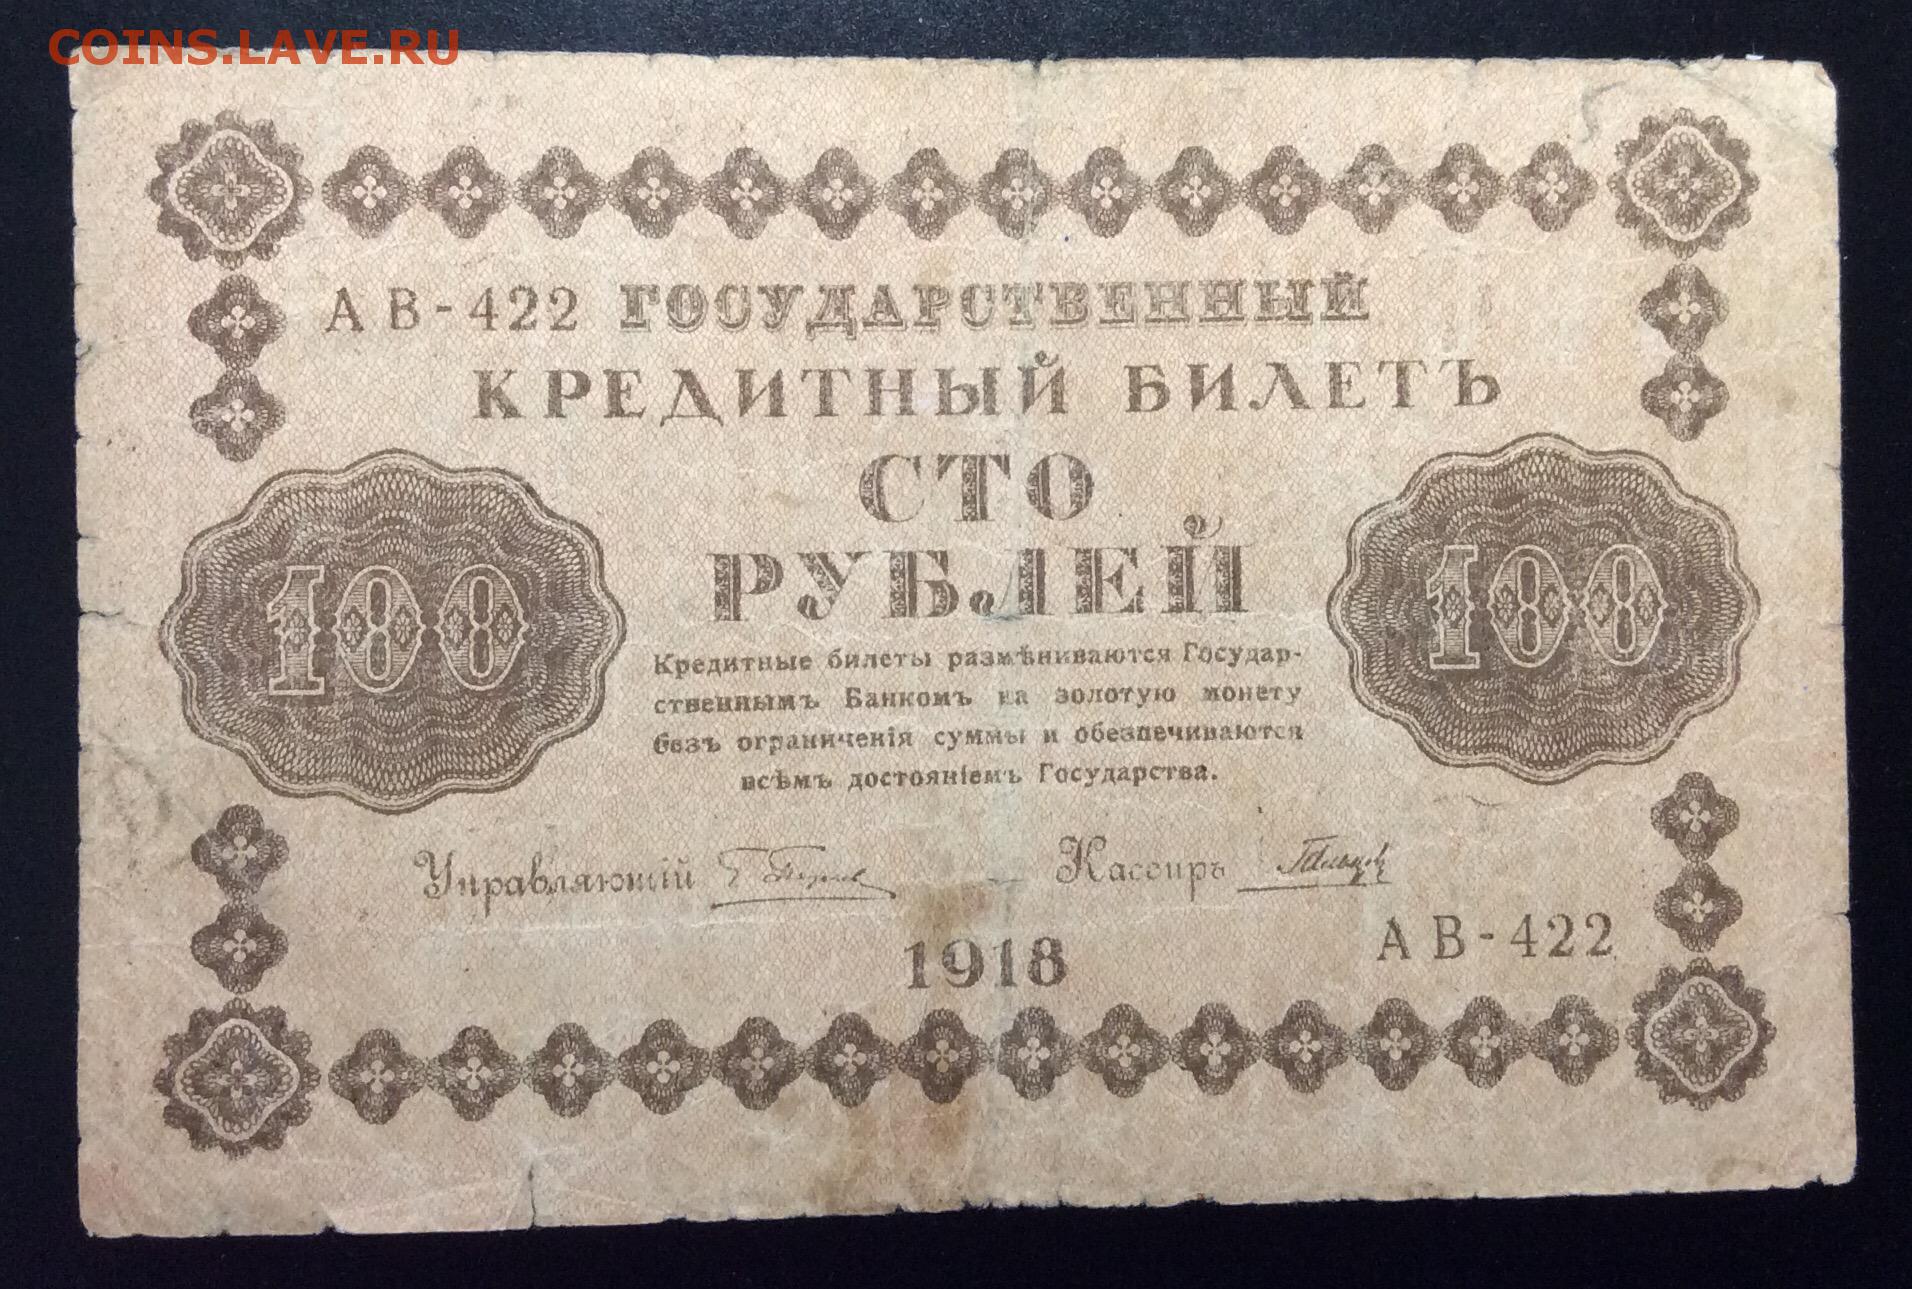 COINS.LAVE.RU
АВ-422 ГОСУДАРСТВЕННЫЙ
КРЕДИТНЫЙ БИЛЕТЪ
СТО
РУБЛЕЙ
100
100
Кредитные билеты размѣниваются Государ-
ственнымъ Банкомъ на золотую монету
безъ ограниченія суммы и обезпечиваются
всѣмъ достояніемъ Государства.
Управляющій Кассиръ
1918
АВ-422